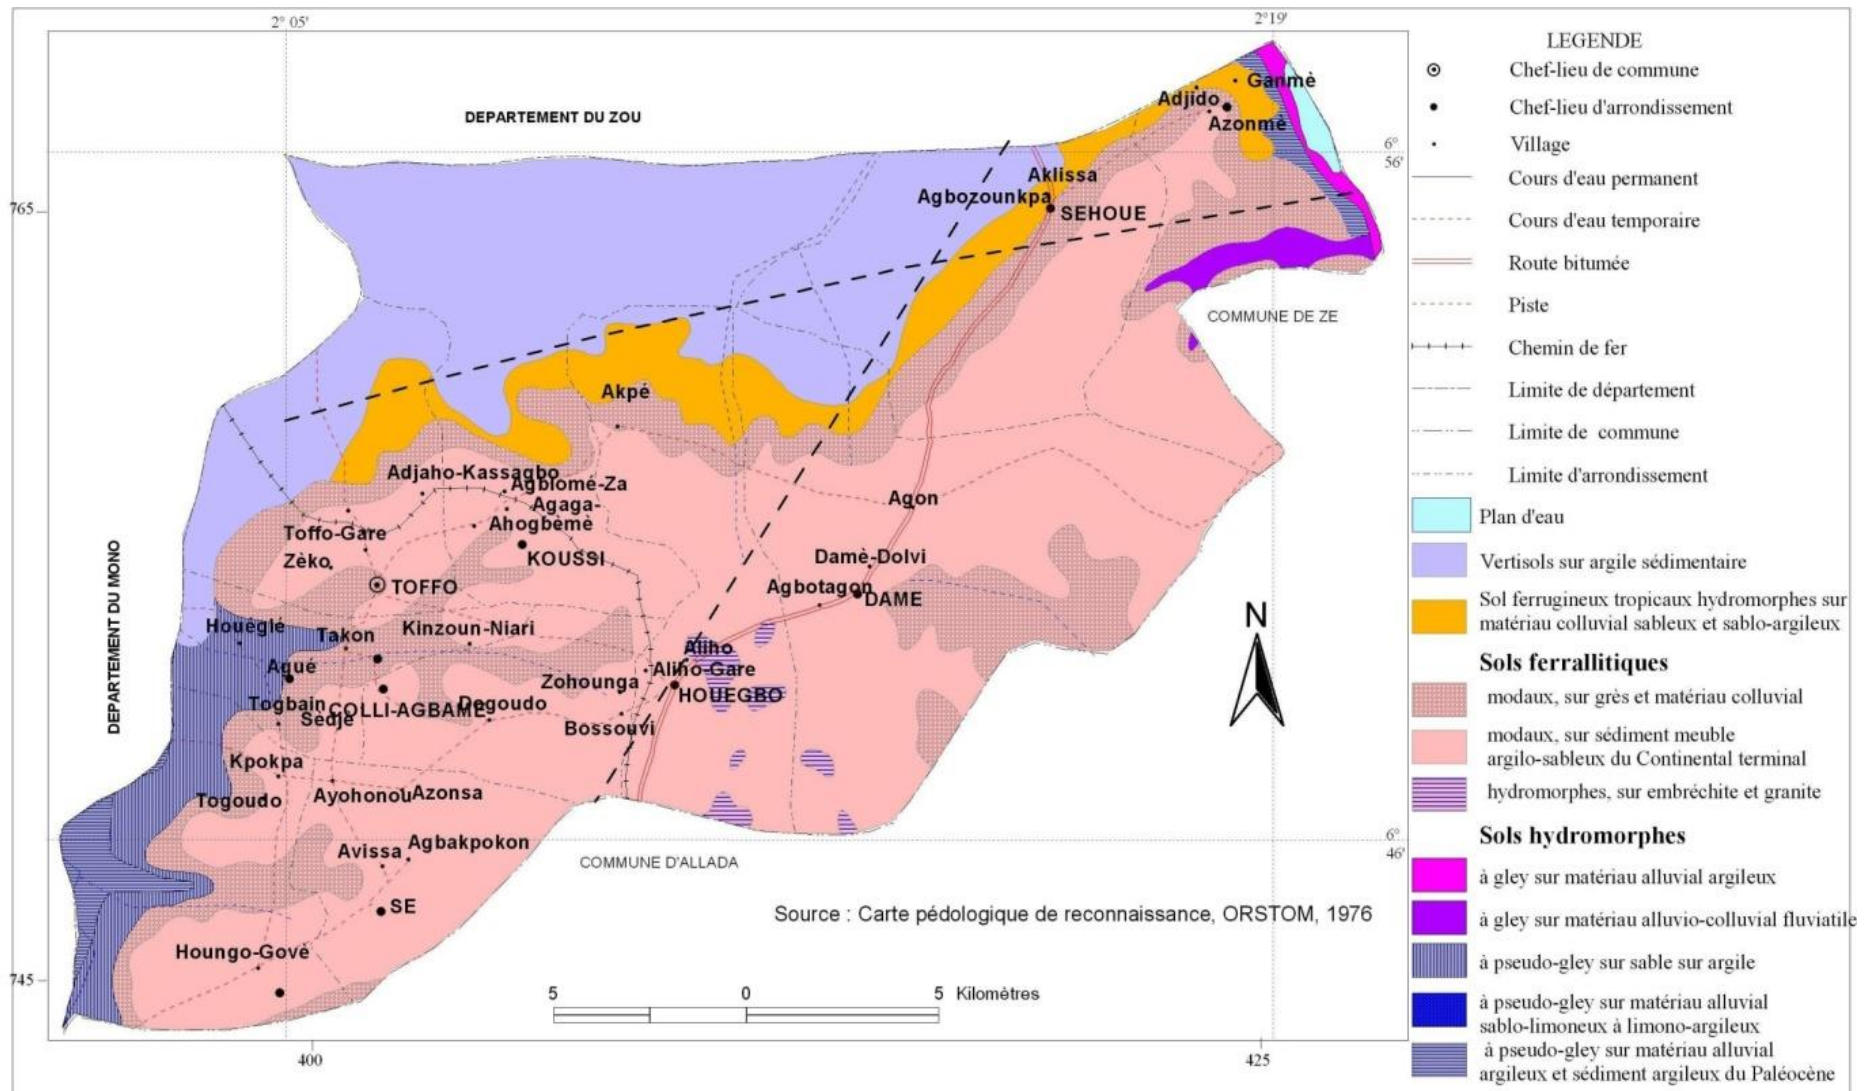 2° 05'
2° 19'
DEPARTEMENT DU ZOU
Ganmè
Adjido
Azonmè
6°
56'
Aklissa
Agbozounkpa
SEHOUE
765
COMMUNE DE ZE
Akpé
Adjaho-Kassagbo
Agblomé-Za
Agaga-
Ahogbèmè
Agon
Toffo-Gare
KOUSSI
Damè-Dolvi
Zèko
TOFFO
Agbotagon
DAME
DEPARTEMENT DU MONO
Houéglé
Takon
Kinzoun-Niari
Aliho
Agué
Aliho-Gare
Zohounga
HOUEGBO
Togbain
COLLI-AGBAME
Dogoudo
Sèdjè
Bossouvi
Kpokpa
Togoudo
Ayohonou
Azonsa
Avissa
Agbakpokon
COMMUNE D'ALLADA
6°
46'
SE
Source : Carte pédologique de reconnaissance, ORSTOM, 1976
Houngo-Govè
745
5 0 5 Kilomètres
400
425
N
LEGENDE
Chef-lieu de commune
Chef-lieu d'arrondissement
Village
Cours d'eau permanent
Cours d'eau temporaire
Route bitumée
Piste
Chemin de fer
Limite de département
Limite de commune
Limite d'arrondissement
Plan d'eau
Vertisols sur argile sédimentaire
Sol ferrugineux tropicaux hydromorphes sur
matériau colluvial sableux et sablo-argileux
Sols ferrallitiques
modaux, sur grès et matériau colluvial
modaux, sur sédiment meuble
argilo-sableux du Continental terminal
hydromorphes, sur embréchite et granite
Sols hydromorphes
à gley sur matériau alluvial argileux
à gley sur matériau alluvio-colluvial fluviatile
à pseudo-gley sur sable sur argile
à pseudo-gley sur matériau alluvial
sablo-limoneux à limono-argileux
à pseudo-gley sur matériau alluvial
argileux et sédiment argileux du Paléocène